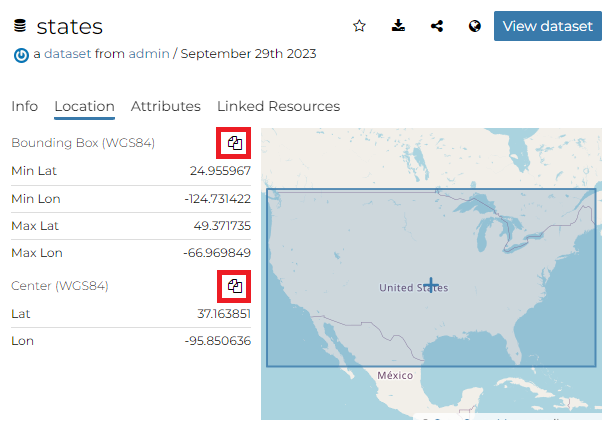 states
View dataset
a dataset from admin / September 29th 2023
Info Location Attributes Linked Resources
Bounding Box (WGS84)
Min Lat 24.955967
Min Lon -124.731422
Max Lat 49.371735
Max Lon -66.969849
Center (WGS84)
Lat 37.163851
Lon -95.850636
United States
México